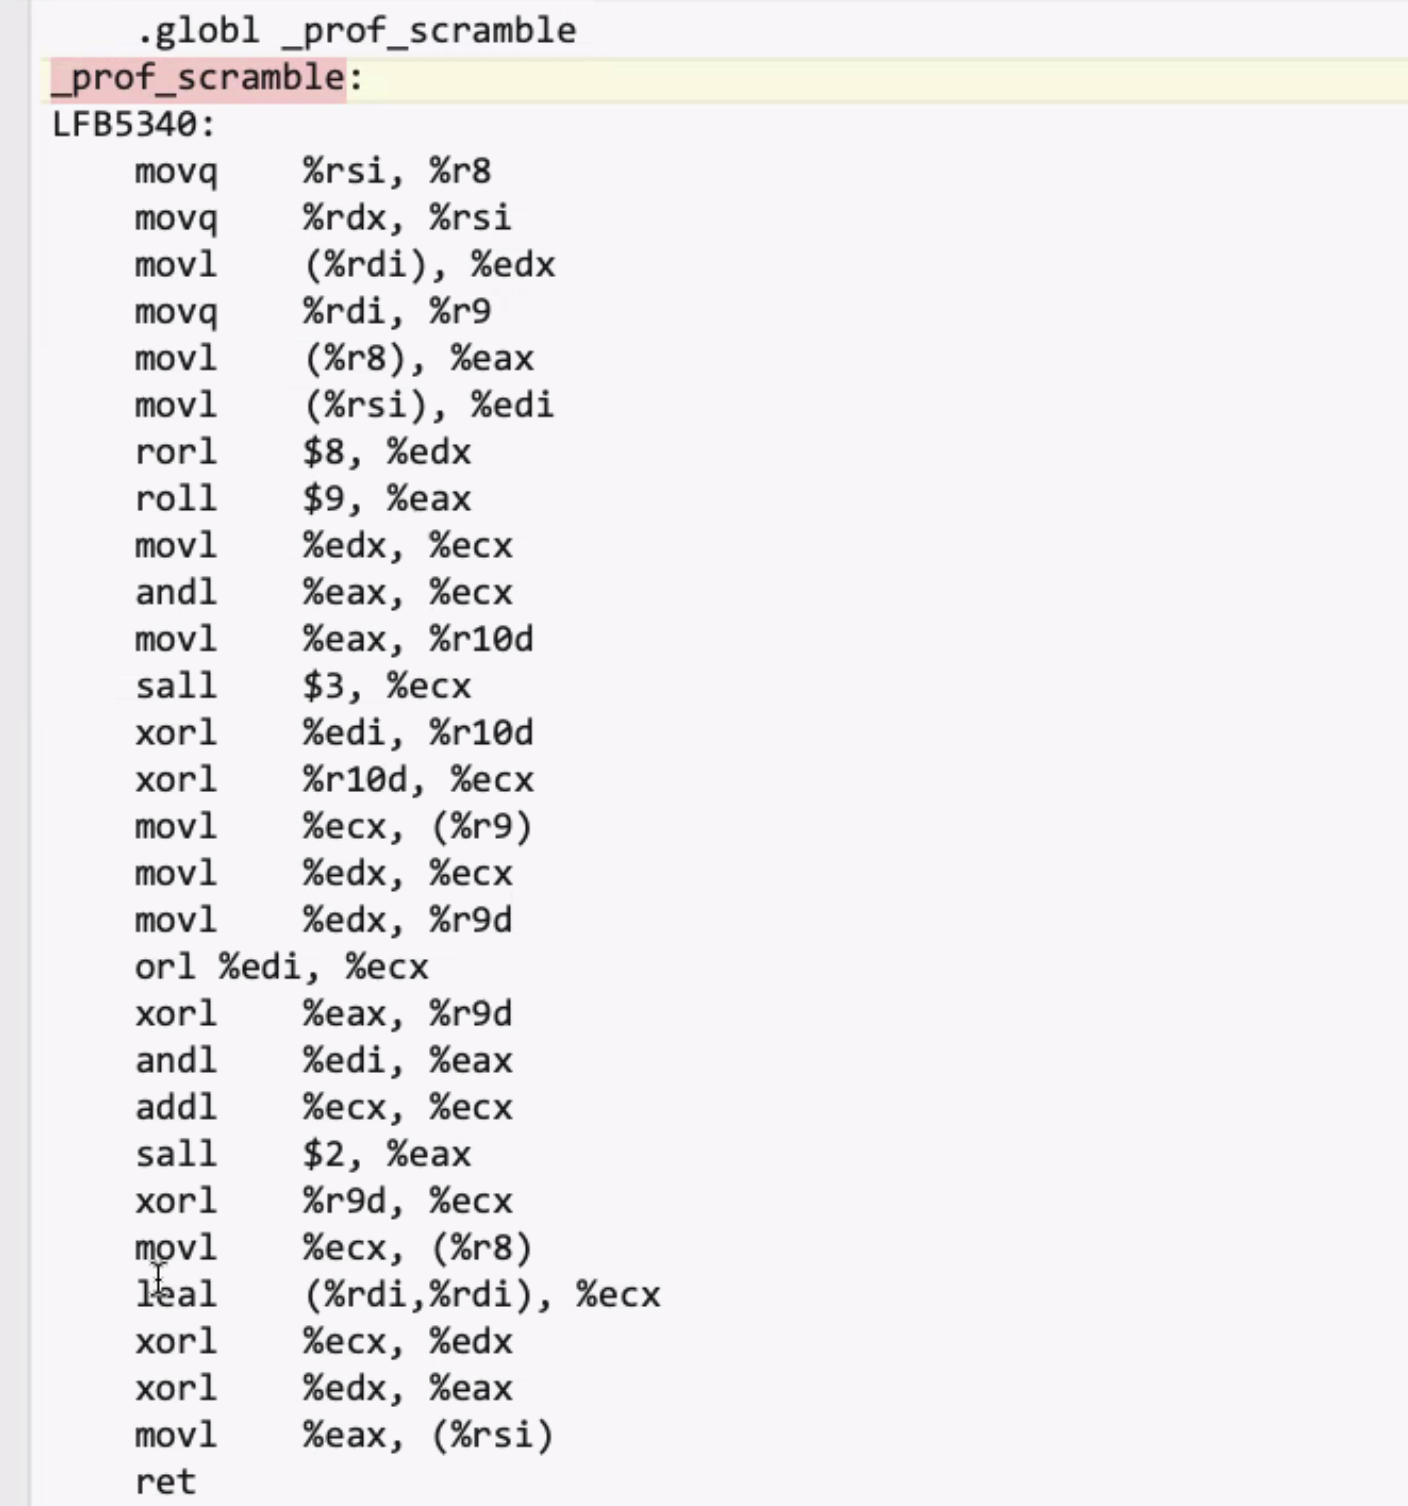 .globl _prof_scramble
_prof_scramble:
LFB5340:
movq %rsi, %r8
movq %rdx, %rsi
movl (%rdi), %edx
movq %rdi, %r9
movl (%r8), %eax
movl (%rsi), %edi
rorl $8, %edx
roll $9, %eax
movl %edx, %ecx
andl %eax, %ecx
movl %eax, %r10d
sall $3, %ecx
xorl %edi, %r10d
xorl %r10d, %ecx
movl %ecx, (%r9)
movl %edx, %ecx
movl %edx, %r9d
orl %edi, %ecx
xorl %eax, %r9d
andl %edi, %eax
addl %ecx, %ecx
sall $2, %eax
xorl %r9d, %ecx
movl %ecx, (%r8)
leal (%rdi,%rdi), %ecx
xorl %ecx, %edx
xorl %edx, %eax
movl %eax, (%rsi)
ret